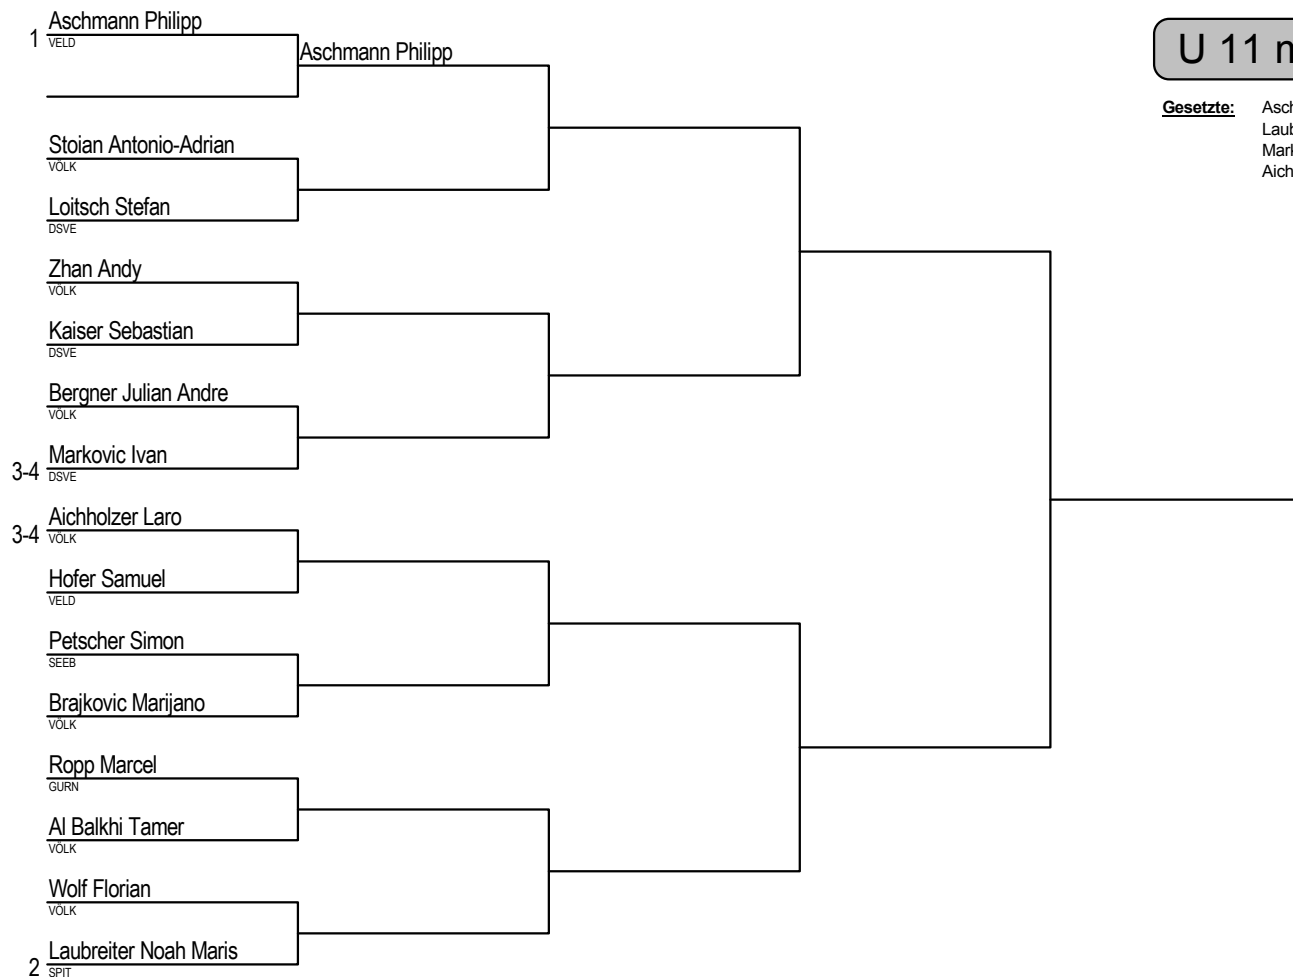 Aschmann Philipp
1 VELD
Aschmann Philipp
U 11
Gesetzte:
Stoian Antonio-Adrian
VÖLK
Loitsch Stefan
DSVE
Zhan Andy
VÖLK
Kaiser Sebastian
DSVE
Bergner Julian Andre
VÖLK
Markovic Ivan
3-4 DSVE
Aichholzer Laro
3-4 VÖLK
Hofer Samuel
VELD
Petscher Simon
SEEB
Brajkovic Marijano
VÖLK
Ropp Marcel
GURN
Al Balkhi Tamer
VÖLK
Wolf Florian
VÖLK
Laubreiter Noah Maris
2 SPIT